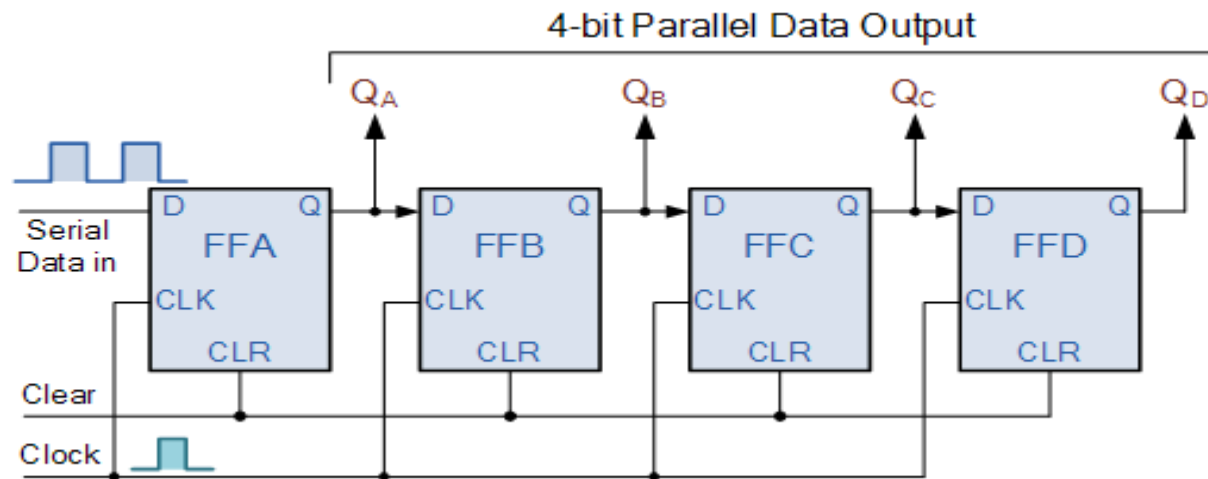 4-bit Parallel Data Output
QA QB QC QD
D Q D Q D Q D Q
Serial
Data in
FFA FFB FFC FFD
CLK CLK CLK CLK
CLR CLR CLR CLR
Clear
Clock